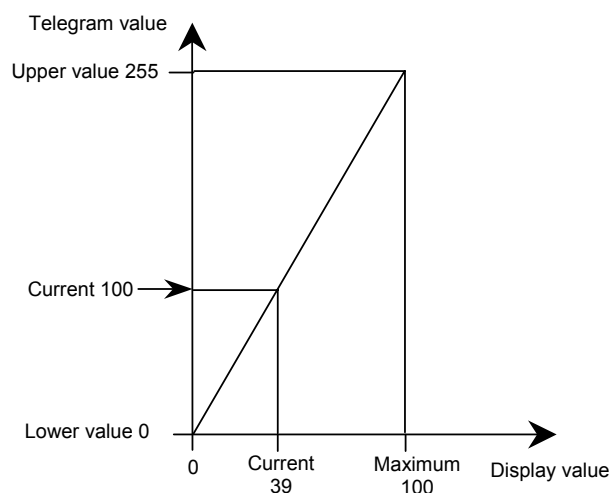 Telegram value
Upper value 255
Current 100
Lower value 0
0
Current
39
Maximum
100
Display value